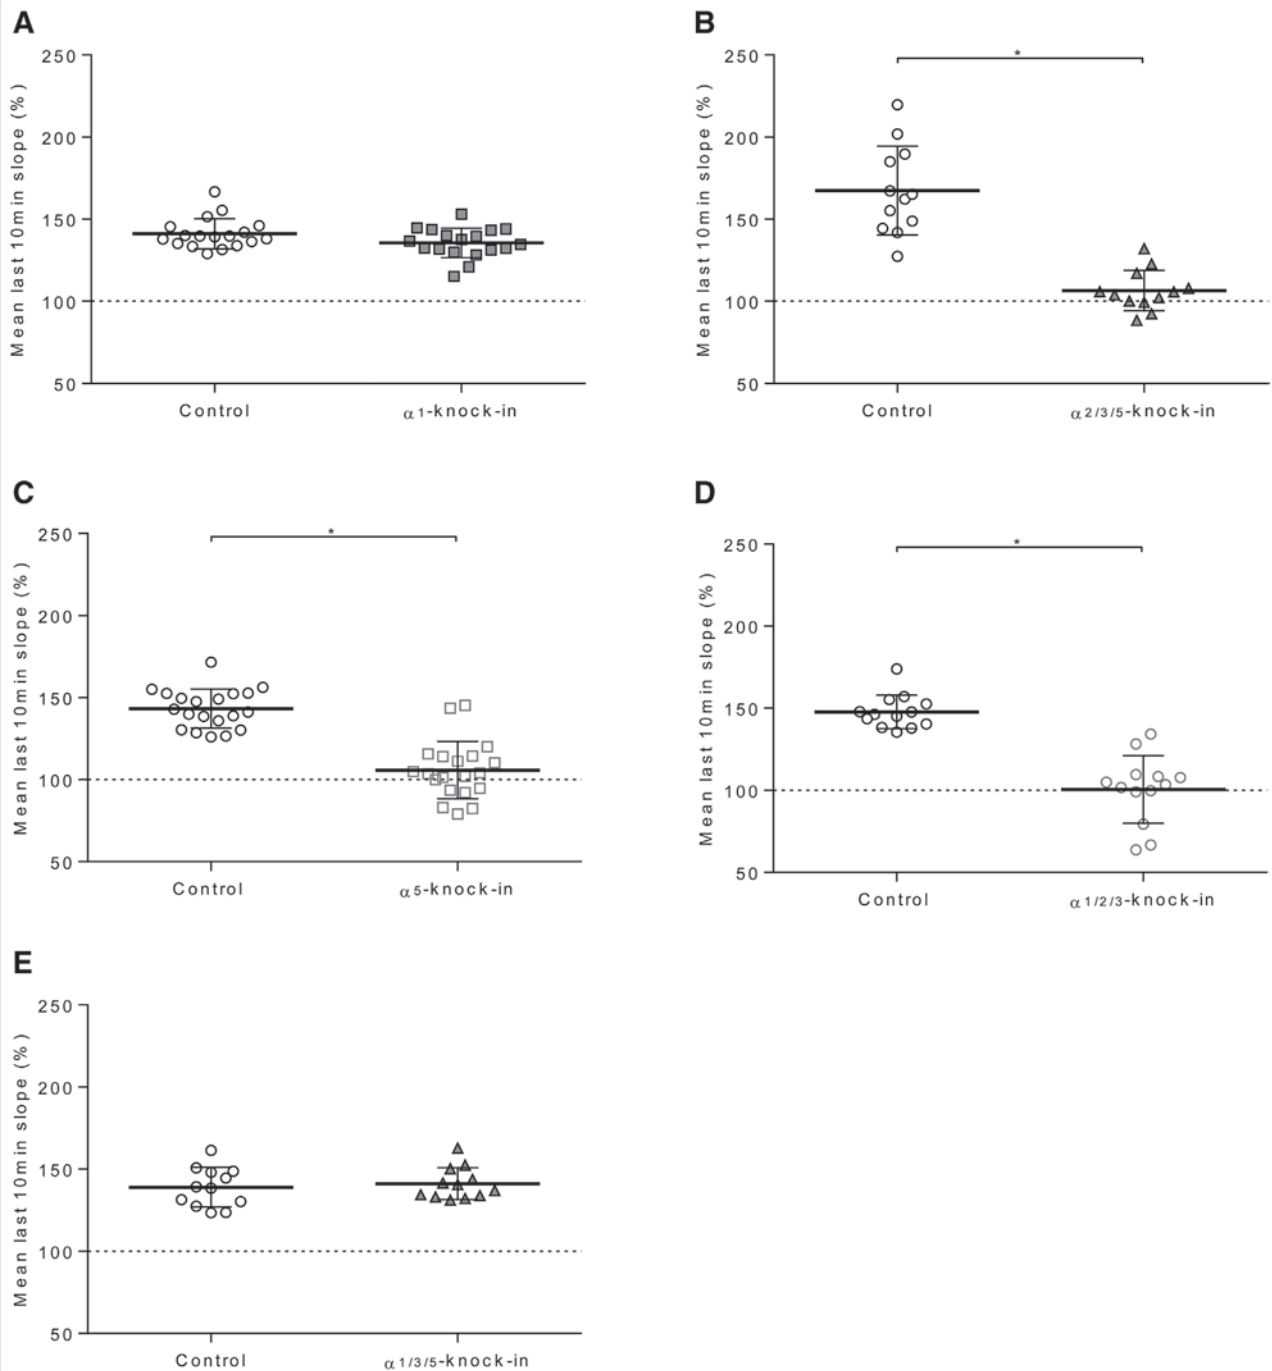 A
Mean last 10min slope (%)
250
200
150
100
50
Control
α1-knock-in
B
Mean last 10min slope (%)
250
200
150
100
50
*
Control
α2/3/5-knock-in
C
Mean last 10min slope (%)
250
200
150
100
50
*
Control
α5-knock-in
D
Mean last 10min slope (%)
250
200
150
100
50
*
Control
α1/2/3-knock-in
E
Mean last 10min slope (%)
250
200
150
100
50
Control
α1/3/5-knock-in